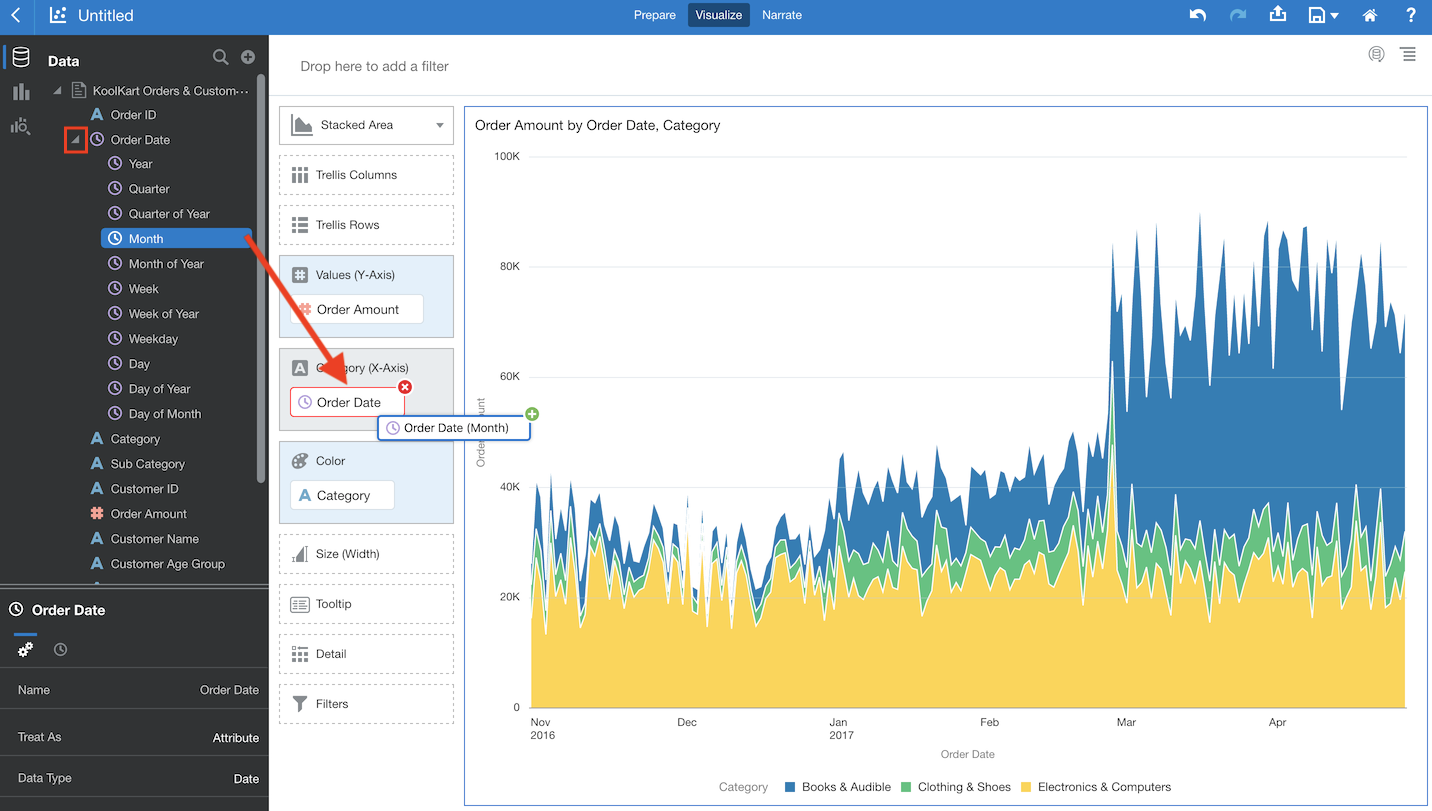 Untitled
Prepare
Visualize
Narrate
?
Data
KoolKart Orders & Custom···
A Order ID
Order Date
Year
Quarter
Quarter of Year
Month
Month of Year
Week
Week of Year
Weekday
Day
Day of Year
Day of Month
A Category
A Sub Category
A Customer ID
# Order Amount
A Customer Name
A Customer Age Group
Order Date
Name Order Date
Treat As Attribute
Data Type Date
Drop here to add a filter
Stacked Area
Trellis Columns
Trellis Rows
# Values (Y-Axis)
# Order Amount
A Category (X-Axis)
Order Date
Order Date (Month)
Color
A Category
Size (Width)
Tooltip
Detail
Filters
Order Amount by Order Date, Category
100K
80K
60K
40K
20K
0
Nov
2016
Dec
Jan
2017
Feb
Mar
Apr
Order Date
Category Books & Audible Clothing & Shoes Electronics & Computers